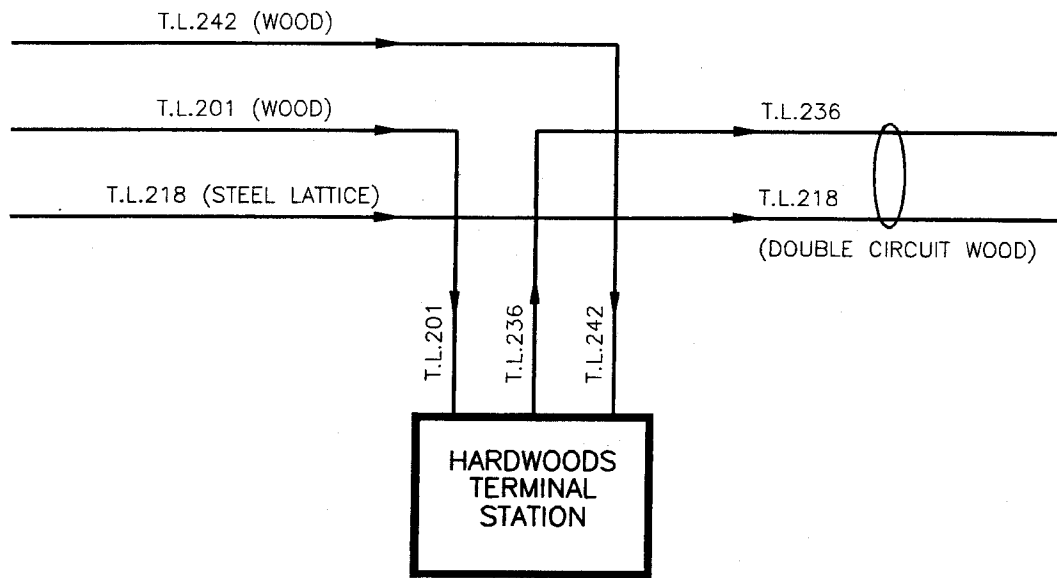 T.L.242 (WOOD)
T.L.201 (WOOD)
T.L.236
T.L.218 (STEEL LATTICE)
T.L.218
(DOUBLE CIRCUIT WOOD)
T.L.201
T.L.236
T.L.242
HARDWOODS
TERMINAL
STATION